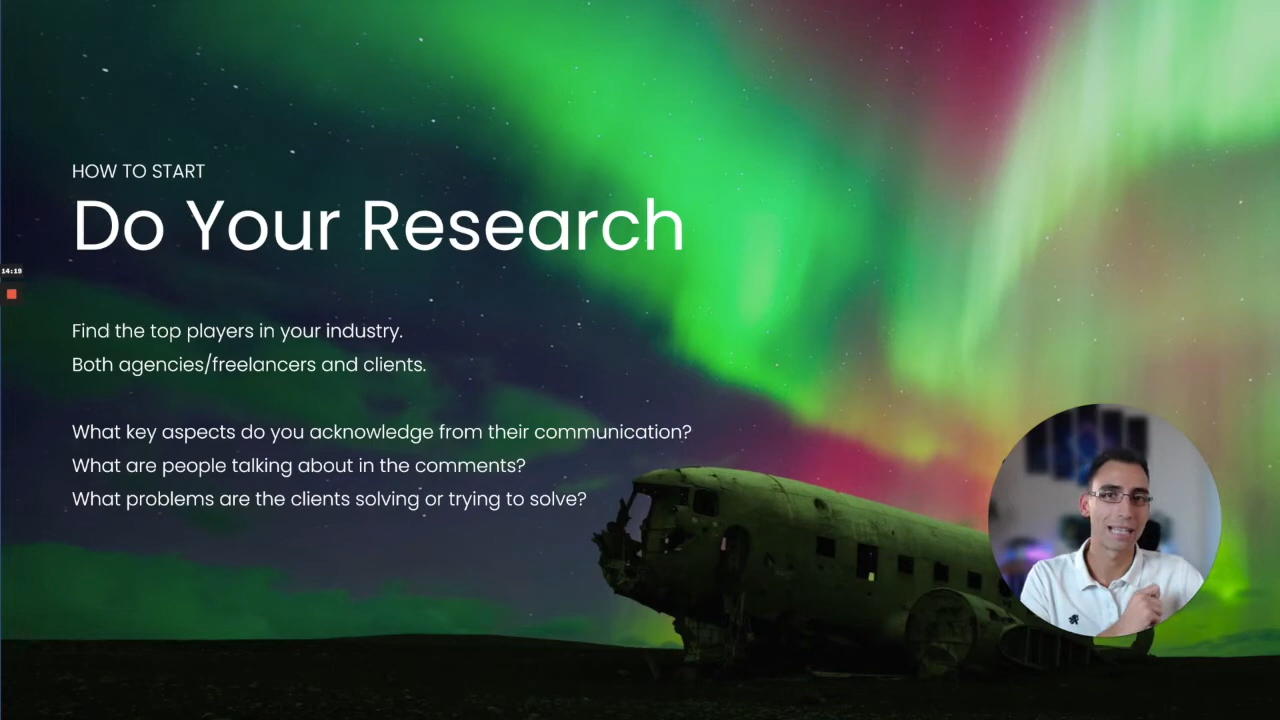 HOW TO START
Do Your Research
14:19
Find the top players in your industry.
Both agencies/freelancers and clients.
What key aspects do you acknowledge from their communication?
What are people talking about in the comments?
What problems are the clients solving or trying to solve?